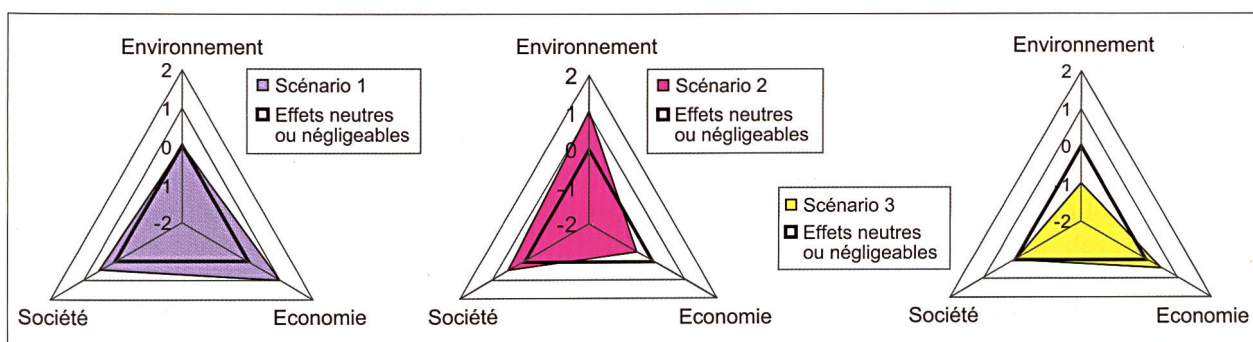 Environnement
2
1
0
-1
-2
Société
Economie
Scénario 1
Effets neutres
ou négligeables
Environnement
2
1
0
-1
-2
Société
Economie
Scénario 2
Effets neutres
ou négligeables
Environnement
2
1
0
-1
-2
Société
Economie
Scénario 3
Effets neutres
ou négligeables